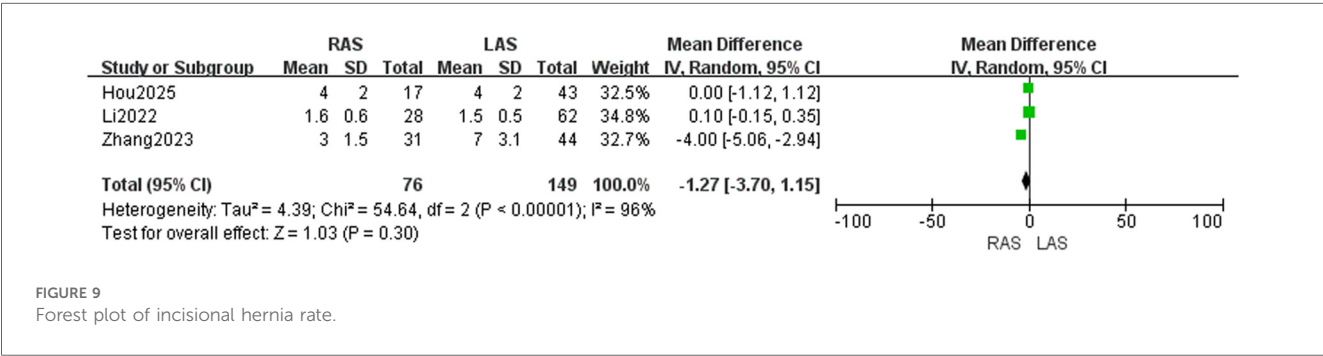 RAS LAS Mean Difference Mean Difference
Study or Subgroup Mean SD Total Mean SD Total Weight IV, Random, 95% CI IV, Random, 95% CI
Hou2025 4 2 17 4 2 43 32.5% 0.00 [-1.12, 1.12]
Li2022 1.6 0.6 28 1.5 0.5 62 34.8% 0.10 [-0.15, 0.35]
Zhang2023 3 1.5 31 7 3.1 44 32.7% -4.00 [-5.06, -2.94]
Total (95% CI) 76 149 100.0% -1.27 [-3.70, 1.15]
Heterogeneity: Tau² = 4.39; Chi² = 54.64, df = 2 (P < 0.00001); I² = 96%
Test for overall effect: Z = 1.03 (P = 0.30)
-100 -50 0 50 100
RAS LAS
FIGURE 9
Forest plot of incisional hernia rate.